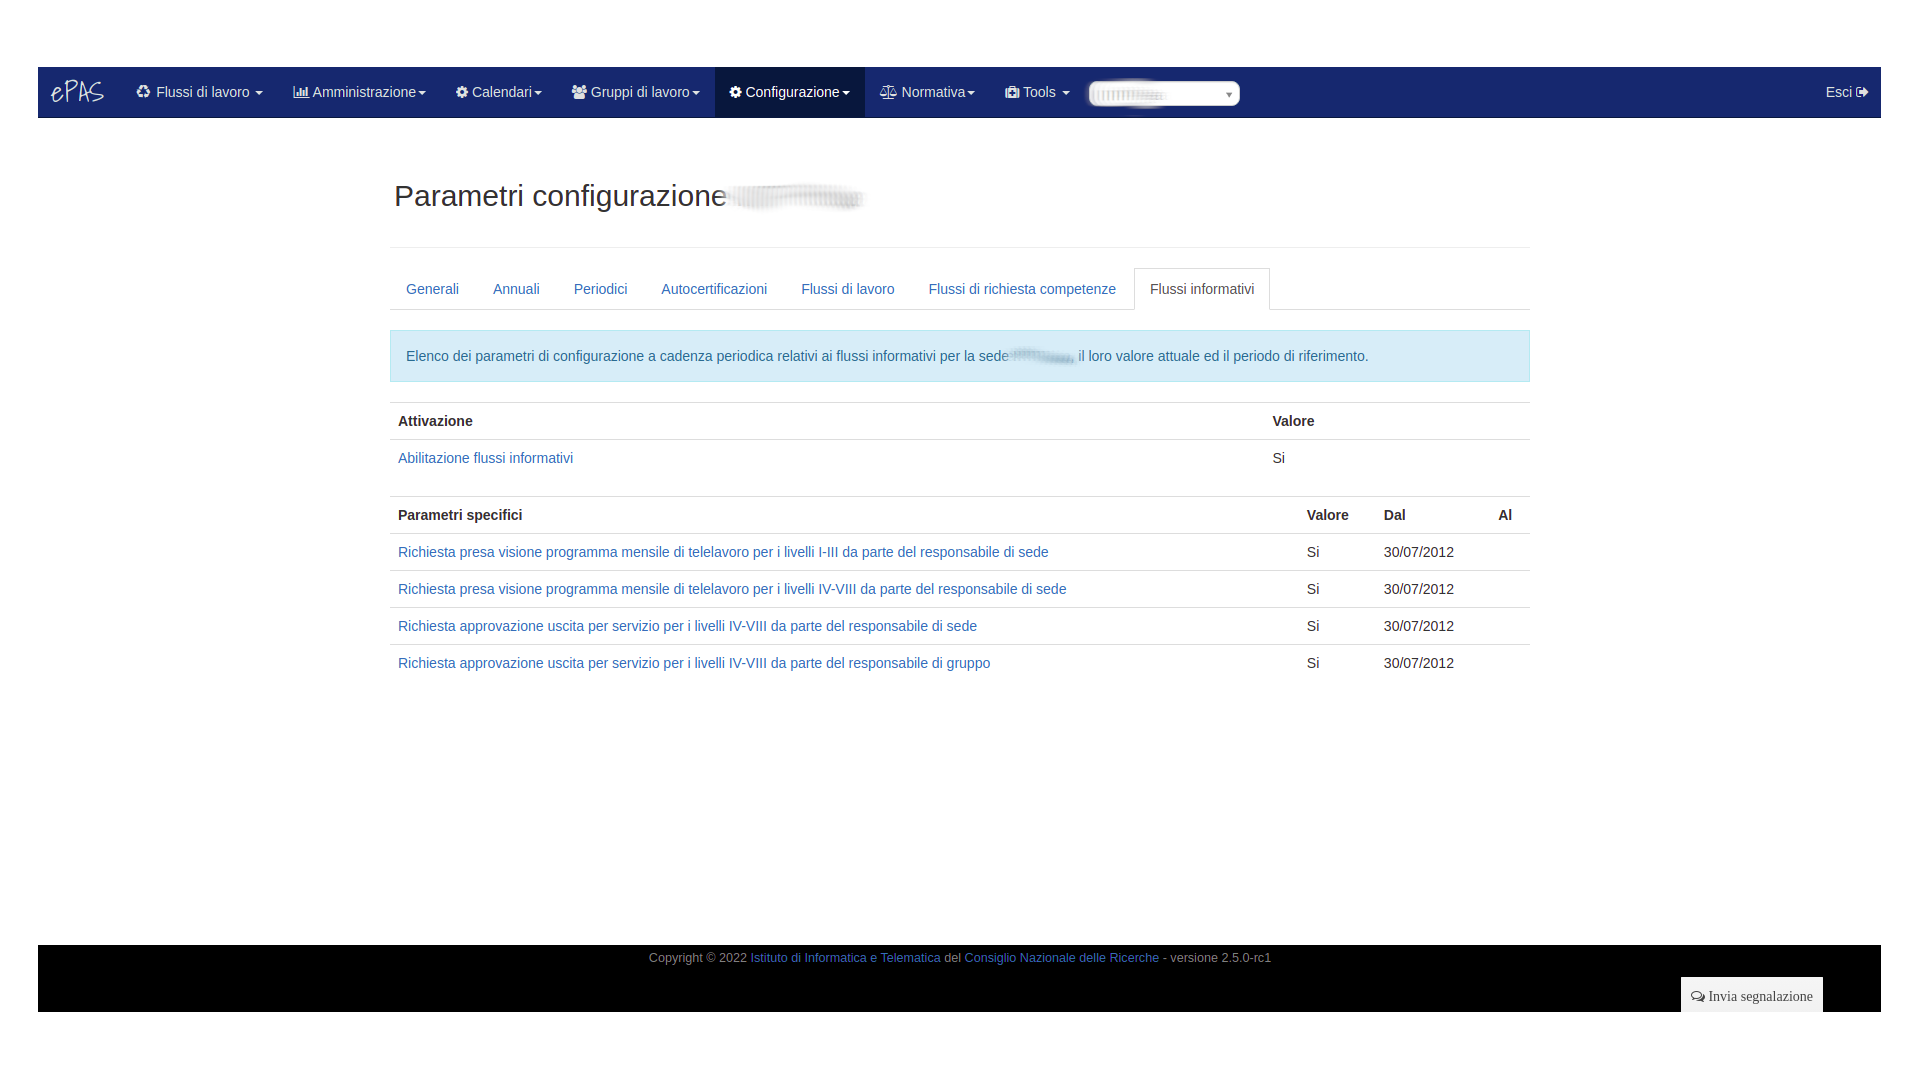 ePAS Flussi di lavoro Amministrazione Calendari Gruppi di lavoro Configurazione Normativa Tools Esci
Parametri configurazione
Generali Annuali Periodici Autocertificazioni Flussi di lavoro Flussi di richiesta competenze Flussi informativi
Elenco dei parametri di configurazione a cadenza periodica relativi ai flussi informativi per la sede , il loro valore attuale ed il periodo di riferimento.
Attivazione Valore
Abilitazione flussi informativi Si
Parametri specifici Valore Dal Al
Richiesta presa visione programma mensile di telelavoro per i livelli I-III da parte del responsabile di sede Si 30/07/2012
Richiesta presa visione programma mensile di telelavoro per i livelli IV-VIII da parte del responsabile di sede Si 30/07/2012
Richiesta approvazione uscita per servizio per i livelli IV-VIII da parte del responsabile di sede Si 30/07/2012
Richiesta approvazione uscita per servizio per i livelli IV-VIII da parte del responsabile di gruppo Si 30/07/2012
Copyright © 2022 Istituto di Informatica e Telematica del Consiglio Nazionale delle Ricerche - versione 2.5.0-rc1
Invia segnalazione